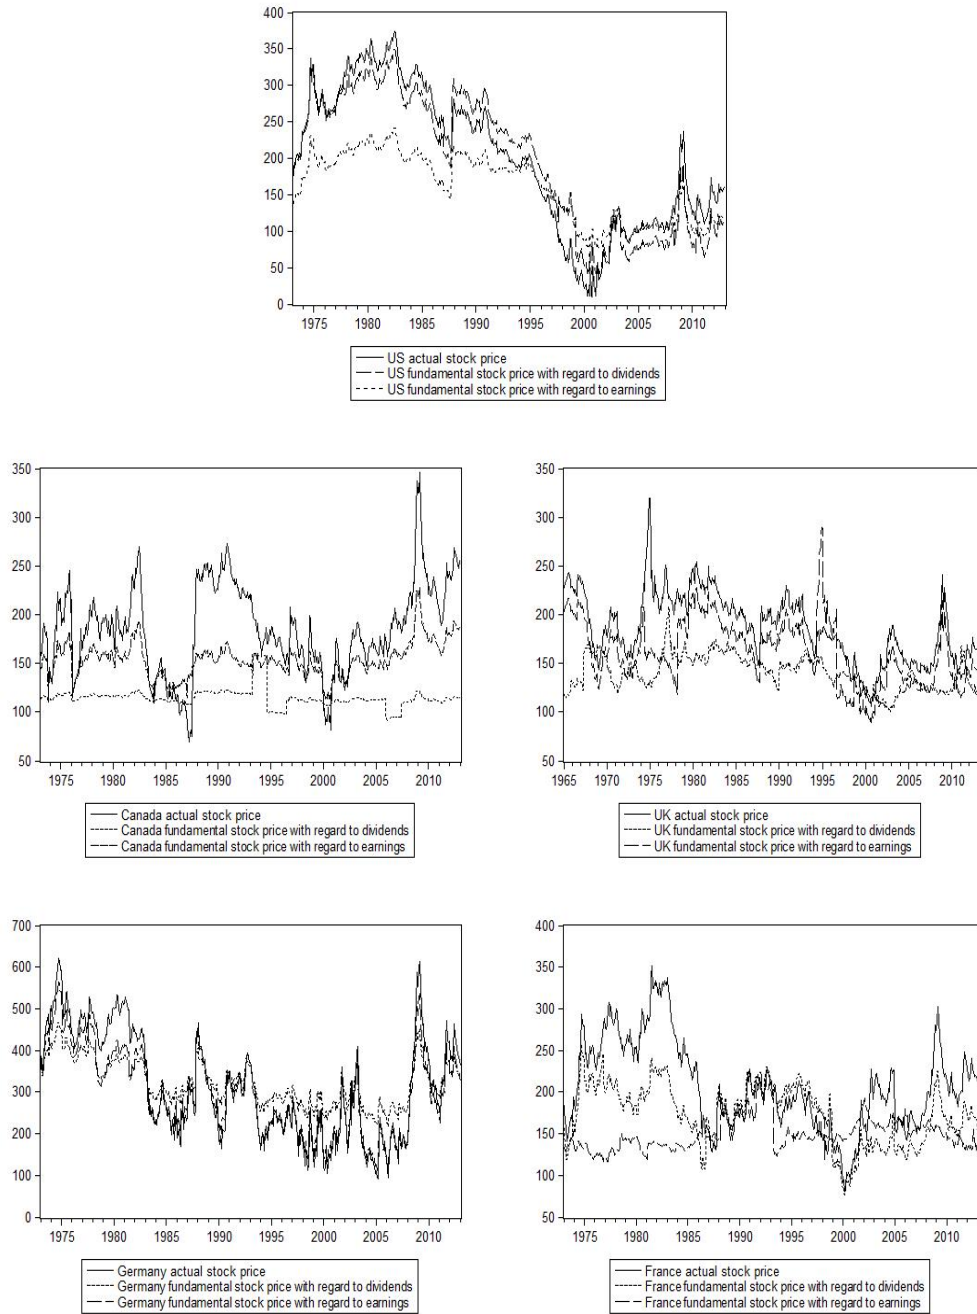 400
350
300
250
200
150
100
50
0
1975 1980 1985 1990 1995 2000 2005 2010
US actual stock price
US fundamental stock price with regard to dividends
US fundamental stock price with regard to earnings
350
300
250
200
150
100
50
1975 1980 1985 1990 1995 2000 2005 2010
Canada actual stock price
Canada fundamental stock price with regard to dividends
Canada fundamental stock price with regard to earnings
350
300
250
200
150
100
50
1965 1970 1975 1980 1985 1990 1995 2000 2005 2010
UK actual stock price
UK fundamental stock price with regard to dividends
UK fundamental stock price with regard to earnings
700
600
500
400
300
200
100
0
1975 1980 1985 1990 1995 2000 2005 2010
Germany actual stock price
Germany fundamental stock price with regard to dividends
Germany fundamental stock price with regard to earnings
400
350
300
250
200
150
100
50
1975 1980 1985 1990 1995 2000 2005 2010
France actual stock price
France fundamental stock price with regard to dividends
France fundamental stock price with regard to earnings